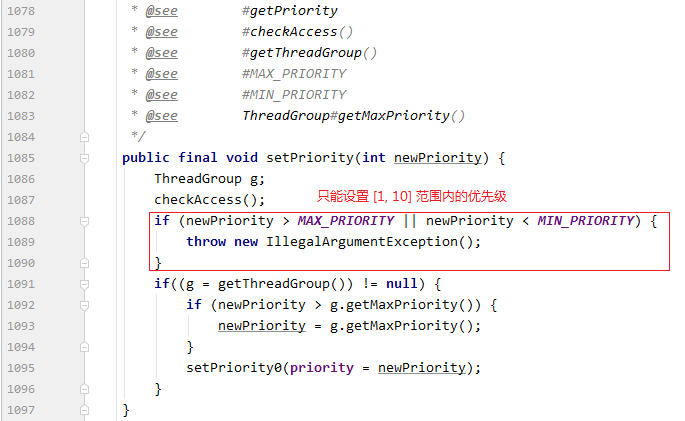 1078 * @see #getPriority
1079 * @see #checkAccess()
1080 * @see #getThreadGroup()
1081 * @see #MAX_PRIORITY
1082 * @see #MIN_PRIORITY
1083 * @see ThreadGroup#getMaxPriority()
1084 */
1085 public final void setPriority(int newPriority) {
1086 ThreadGroup g;
1087 checkAccess();
只能设置 [1, 10] 范围内的优先级
1088 if (newPriority > MAX_PRIORITY || newPriority < MIN_PRIORITY) {
1089 throw new IllegalArgumentException();
1090 }
1091 if((g = getThreadGroup()) != null) {
1092 if (newPriority > g.getMaxPriority()) {
1093 newPriority = g.getMaxPriority();
1094 }
1095 setPriority0(priority = newPriority);
1096 }
1097 }